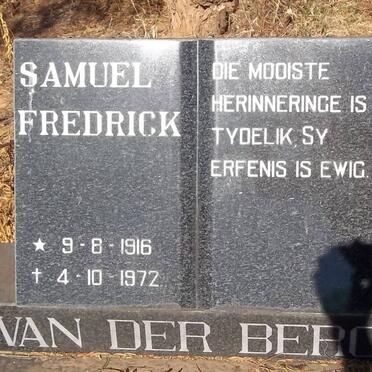 SAMUEL
FREDRICK
★ 9-8-1916
† 4-10-1972
DIE MOOISTE
HERINNERINGE IS
TYDELIK. SY
ERFENIS IS EWIG.
VAN DER BERG